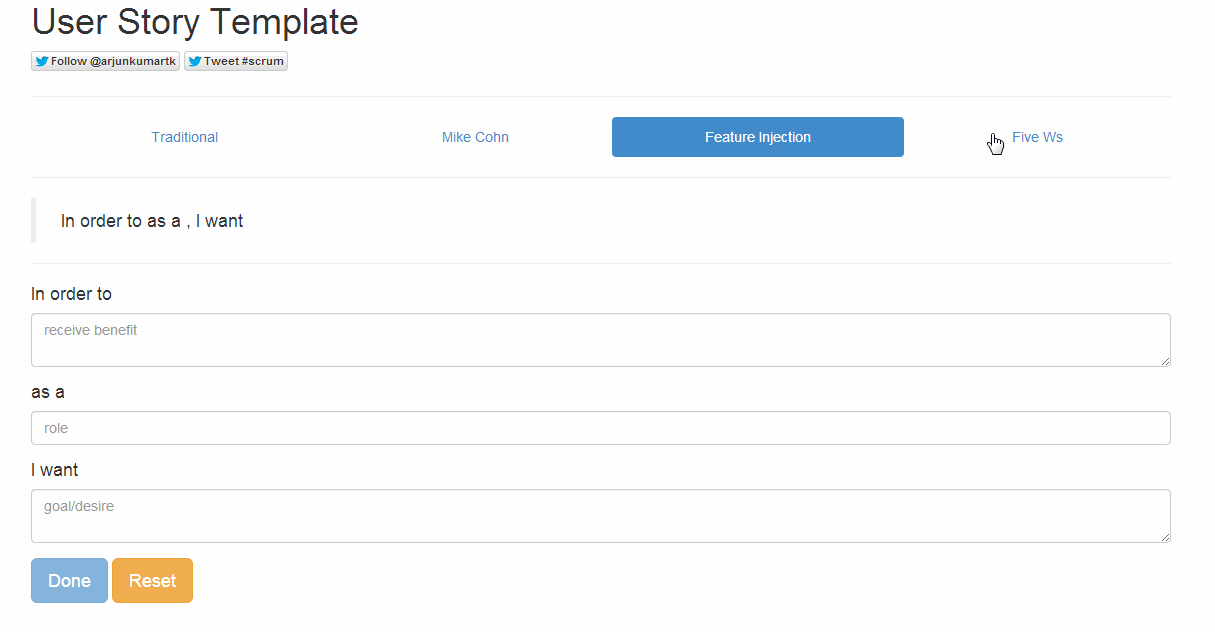 User Story Template
Follow @arjunkumartk Tweet #scrum
Traditional Mike Cohn Feature Injection Five Ws
In order to as a , I want
In order to
receive benefit
as a
role
I want
goal/desire
Done Reset